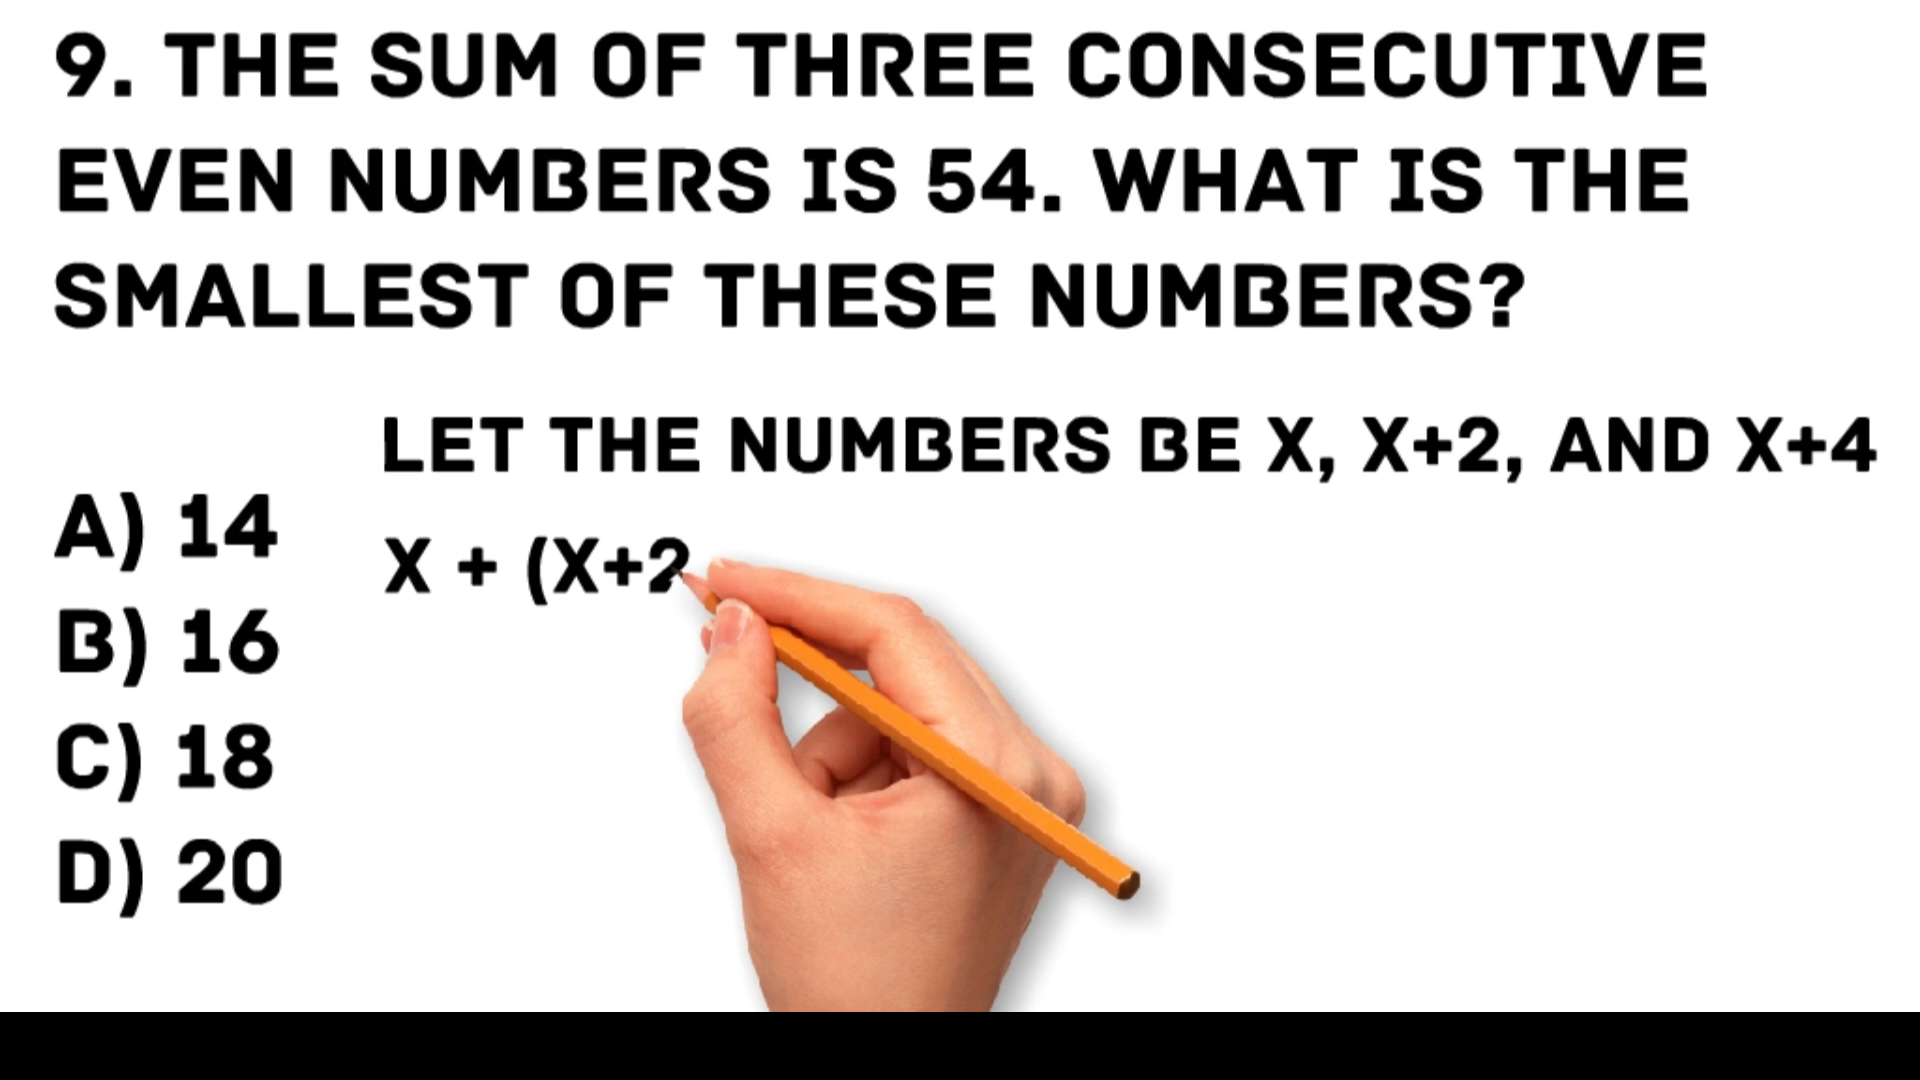 9. THE SUM OF THREE CONSECUTIVE
EVEN NUMBERS IS 54. WHAT IS THE
SMALLEST OF THESE NUMBERS?
LET THE NUMBERS BE X, X+2, AND X+4
X + (X+2
A) 14
B) 16
C) 18
D) 20